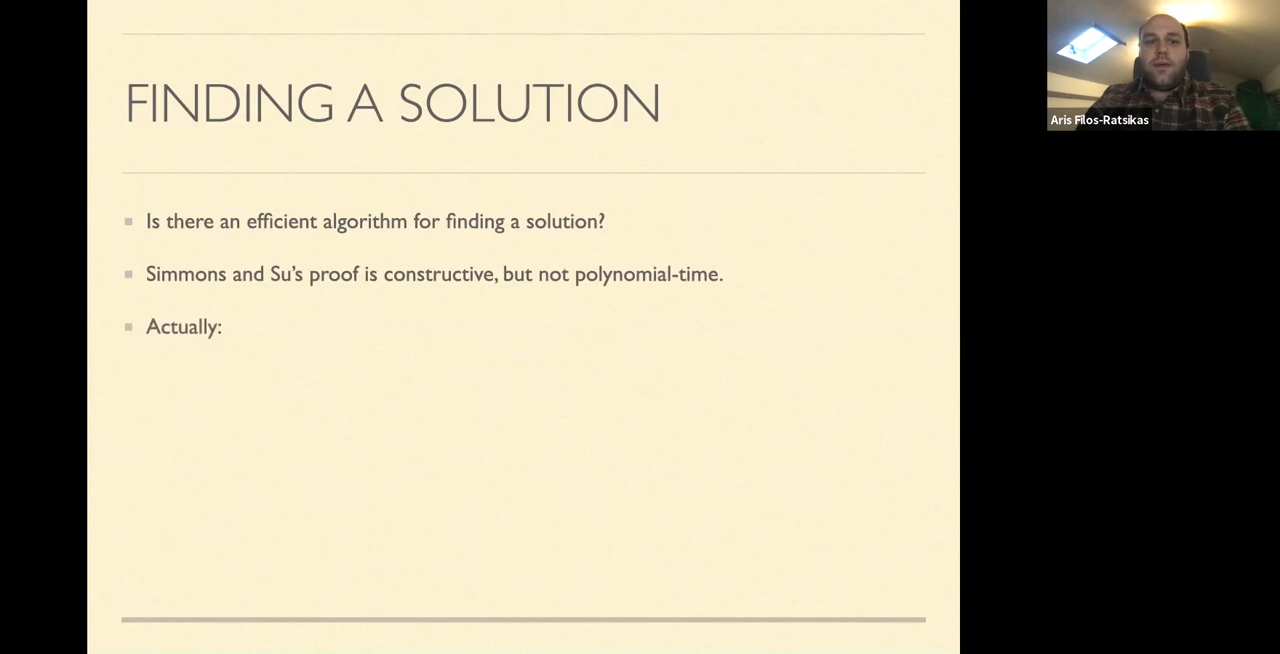 FINDING A SOLUTION
Is there an efficient algorithm for finding a solution?
Simmons and Su's proof is constructive, but not polynomial-time.
Actually:
Aris Filos-Ratsikas